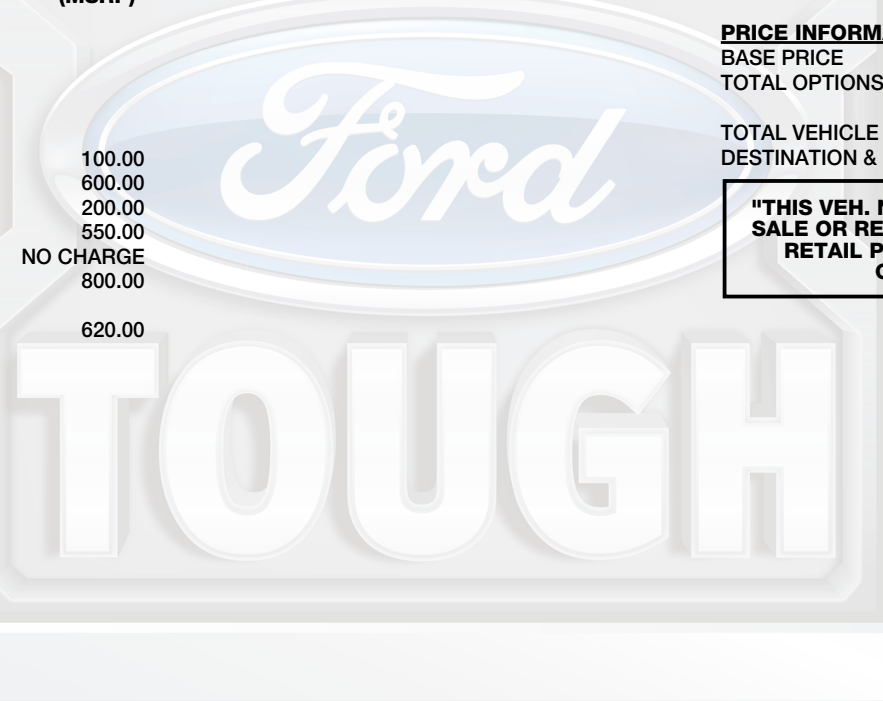 PRICE INFORM
BASE PRICE
TOTAL OPTIONS
TOTAL VEHICLE
DESTINATION &
"THIS VEH.
SALE OR RE
RETAIL P
100.00
600.00
200.00
550.00
NO CHARGE
800.00
620.00
Ford
TOUGH